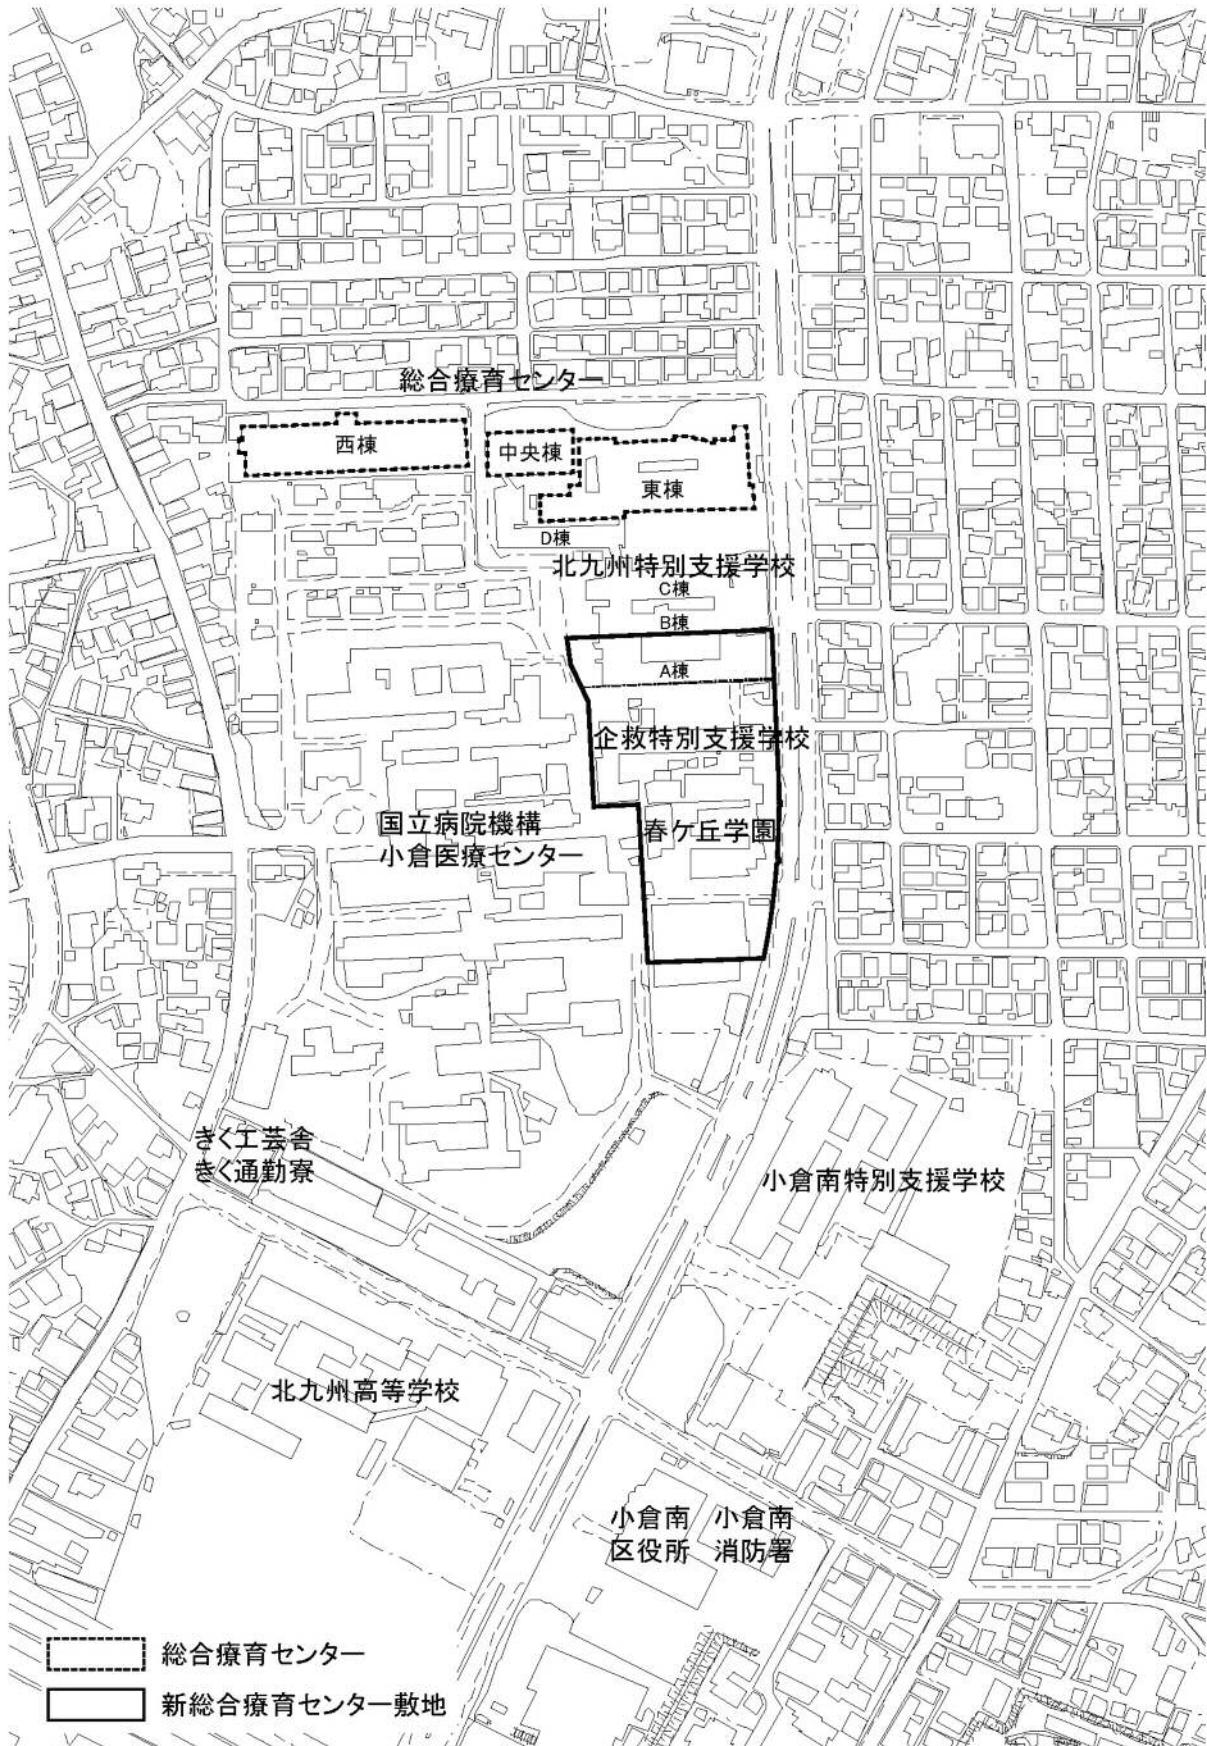 総合療育センター
西棟
中央棟
東棟
D棟
北九州特別支援学校
C棟
B棟
A棟
企救特別支援学校
国立病院機構
小倉医療センター
春ケ丘学園
きく工芸舎
きく通勤寮
小倉南特別支援学校
北九州高等学校
小倉南
区役所
小倉南
消防署
総合療育センター
新総合療育センター敷地